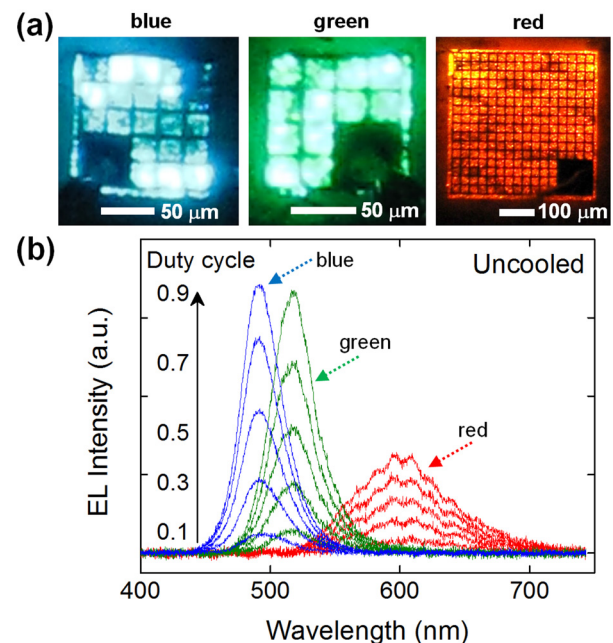 (a)
blue
green
red
50 μm
50 μm
100 μm
(b)
Duty cycle
blue
Uncooled
0.9
0.7
0.5
0.3
0.1
green
red
EL Intensity (a.u.)
400
500
600
700
Wavelength (nm)